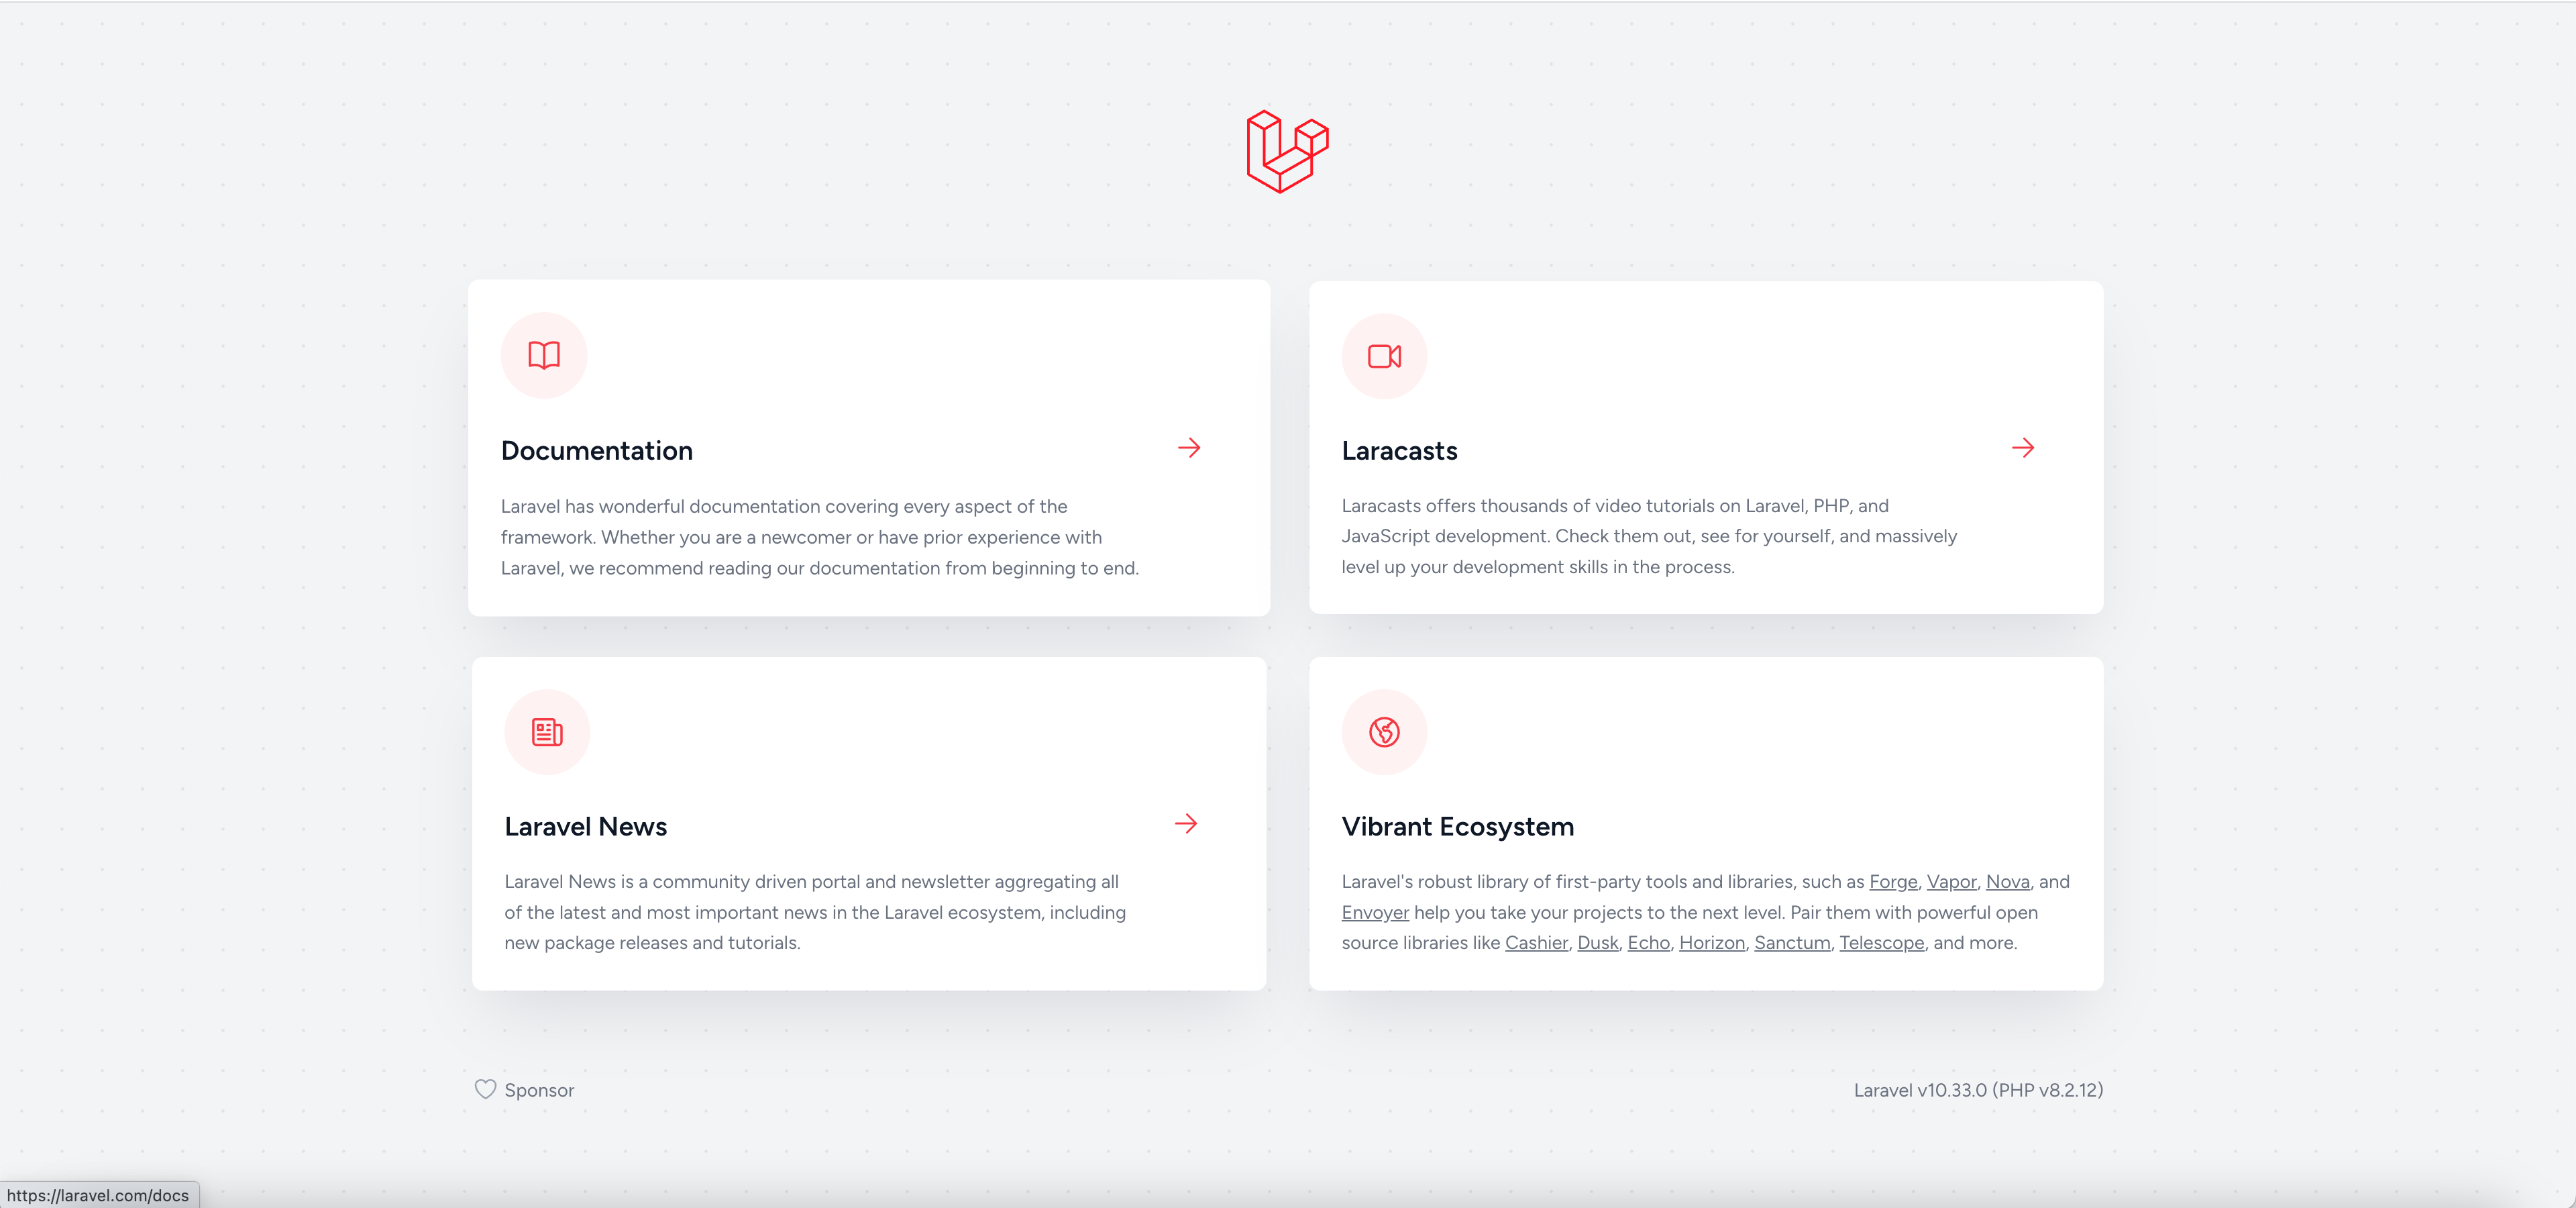 Documentation
Laravel has wonderful documentation covering every aspect of the
framework. Whether you are a newcomer or have prior experience with
Laravel, we recommend reading our documentation from beginning to end.
Laracasts
Laracasts offers thousands of video tutorials on Laravel, PHP, and
JavaScript development. Check them out, see for yourself, and massively
level up your development skills in the process.
Laravel News
Laravel News is a community driven portal and newsletter aggregating all
of the latest and most important news in the Laravel ecosystem, including
new package releases and tutorials.
Vibrant Ecosystem
Laravel's robust library of first-party tools and libraries, such as Forge, Vapor, Nova, and
Envoyer help you take your projects to the next level. Pair them with powerful open
source libraries like Cashier, Dusk, Echo, Horizon, Sanctum, Telescope, and more.
Sponsor
Laravel v10.33.0 (PHP v8.2.12)
https://laravel.com/docs